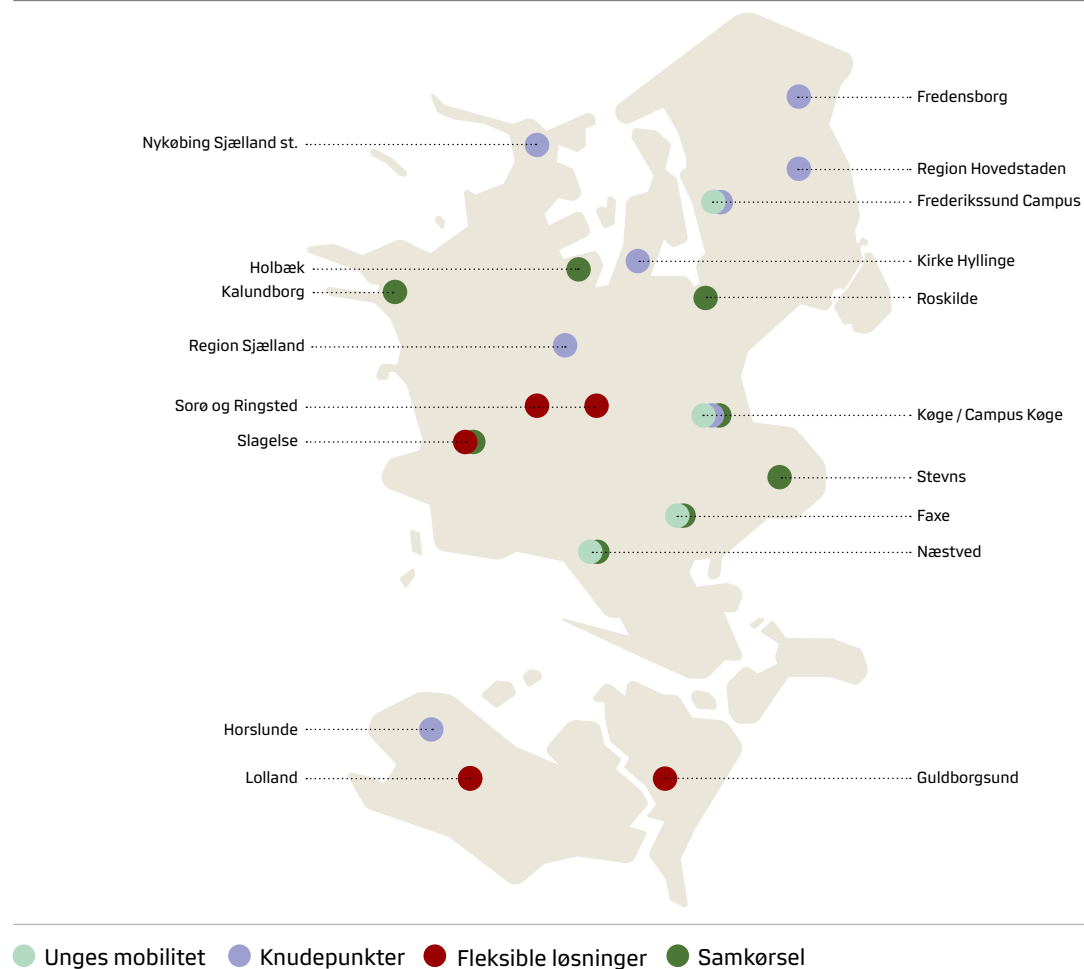 Fredensborg
Nykøbing Sjælland st.
Region Hovedstaden
Frederikssund Campus
Kirke Hyllinge
Holbæk
Kalundborg
Roskilde
Region Sjælland
Sorø og Ringsted
Køge / Campus Køge
Slagelse
Stevns
Faxe
Næstved
Horslunde
Lolland
Guldborgsund
Unges mobilitet Knudepunkter Fleksible løsninger Samkørsel